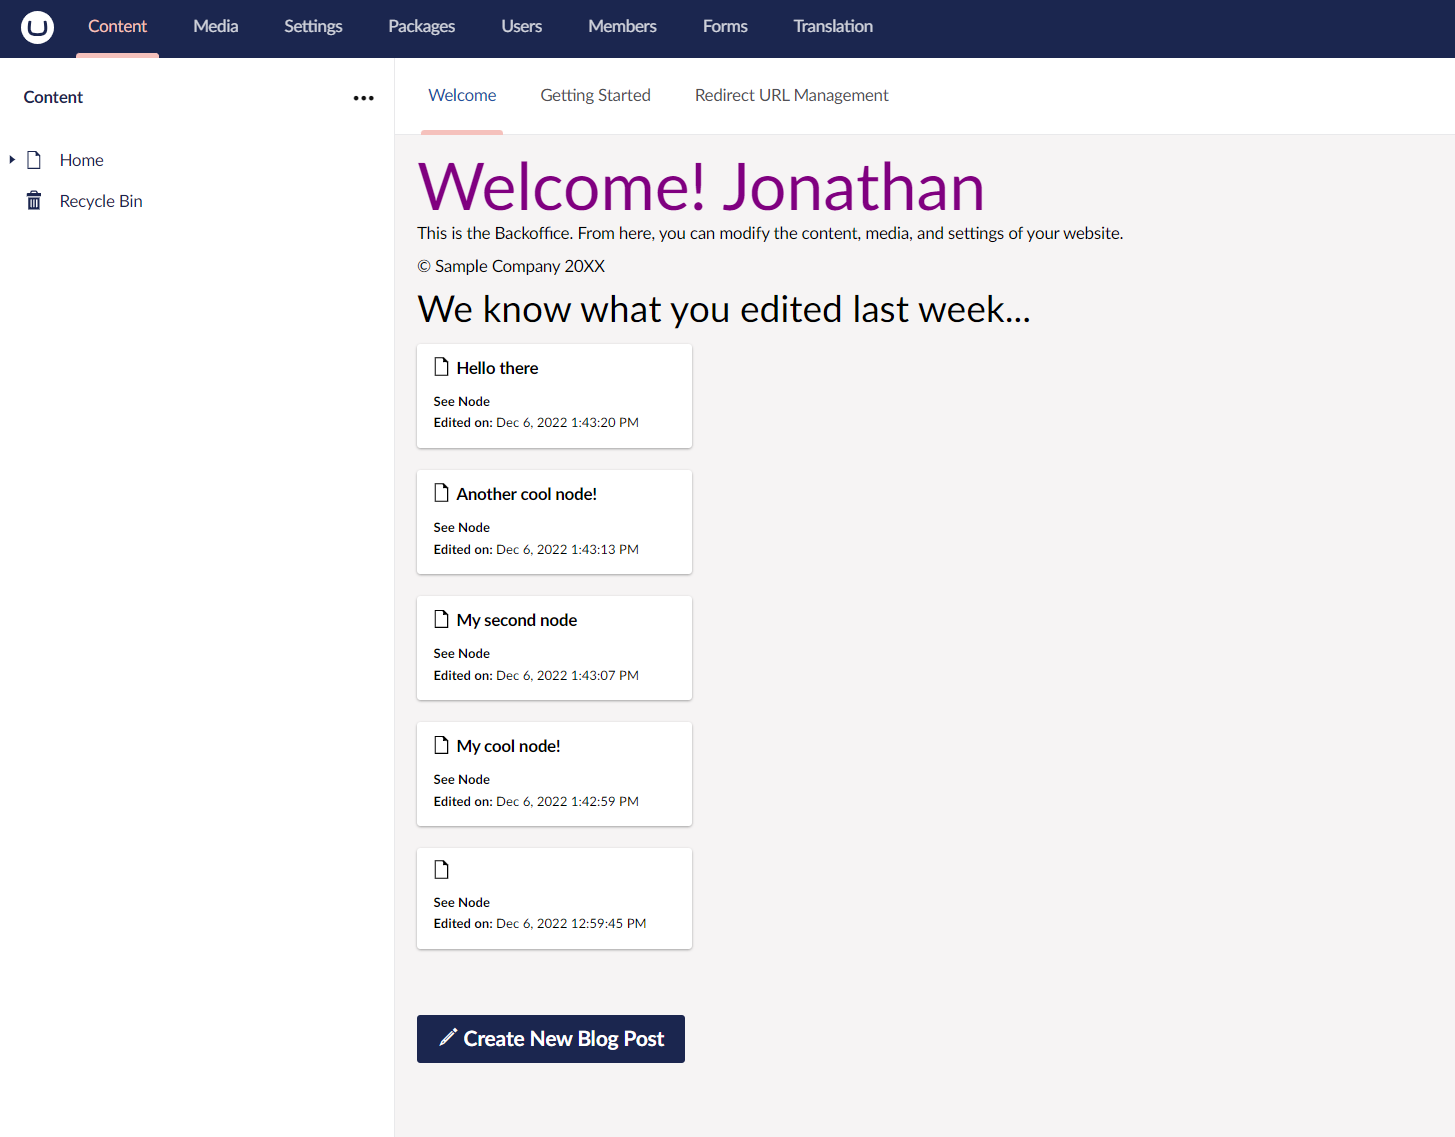 Content Media Settings Packages Users Members Forms Translation
Content
Home
Recycle Bin
Welcome Getting Started Redirect URL Management
Welcome! Jonathan
This is the Backoffice. From here, you can modify the content, media, and settings of your website.
© Sample Company 20XX
We know what you edited last week...
Hello there
See Node
Edited on: Dec 6, 2022 1:43:20 PM
Another cool node!
See Node
Edited on: Dec 6, 2022 1:43:13 PM
My second node
See Node
Edited on: Dec 6, 2022 1:43:07 PM
My cool node!
See Node
Edited on: Dec 6, 2022 1:42:59 PM
See Node
Edited on: Dec 6, 2022 12:59:45 PM
Create New Blog Post